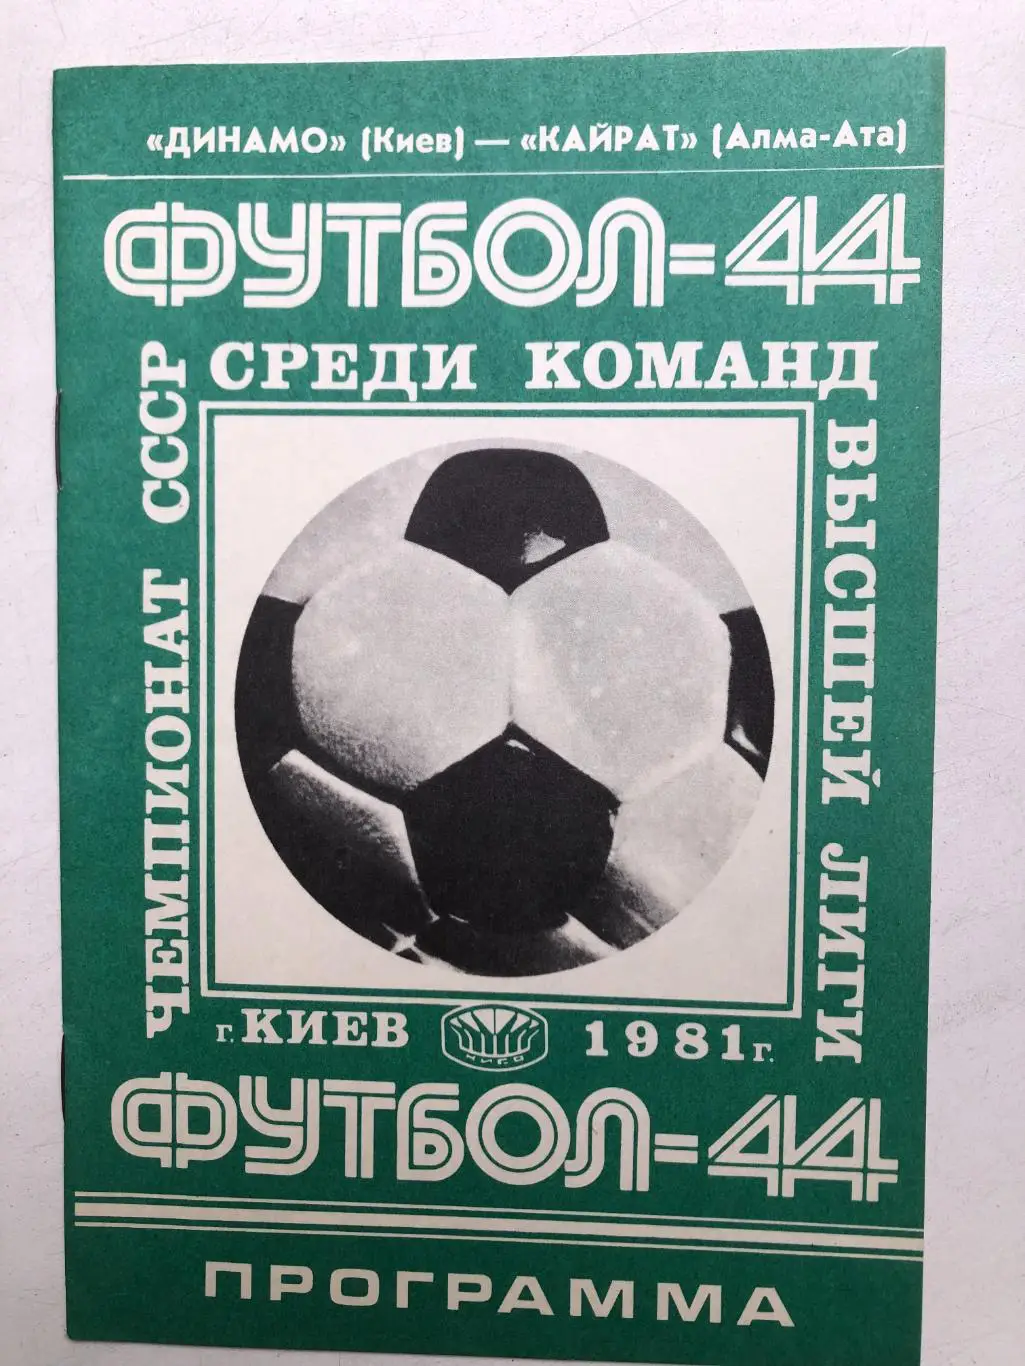 «ДИНАМО» (Киев) — «КАЙРАТ» (Алма-Ата)
ФУТБОЛ-44
ЧЕМПИОНАТ СССР
СРЕДИ КОМАНД
ВЫСШЕЙ ЛИГИ
г. КИЕВ
1981 г.
ФУТБОЛ-44
ПРОГРАММА